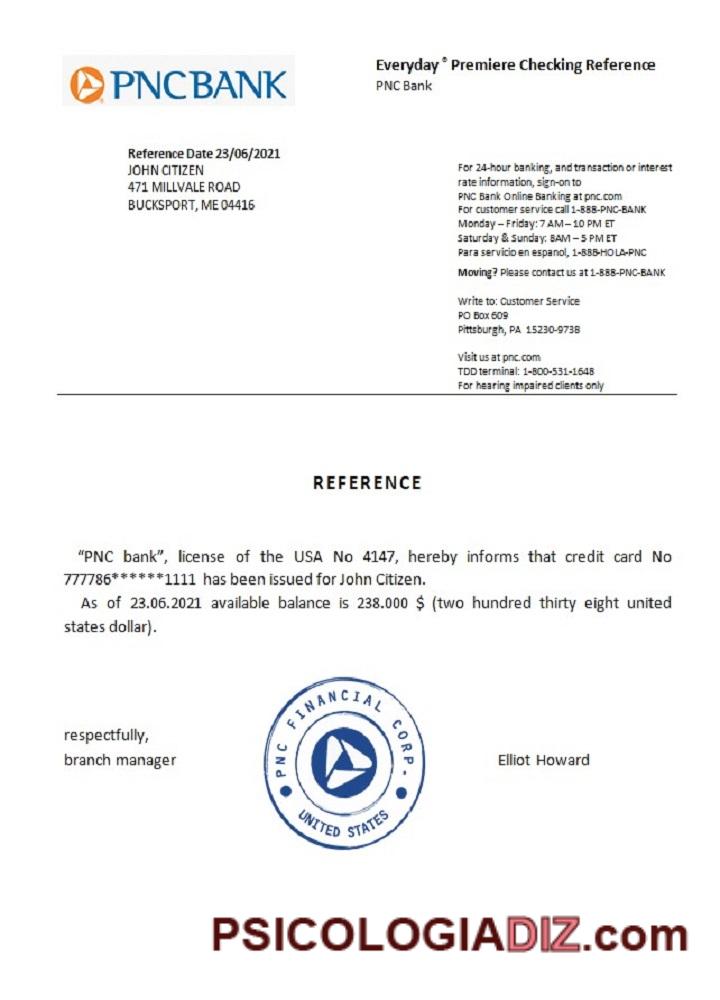 PNCBANK
Everyday ® Premiere Checking Reference
PNC Bank
Reference Date 23/06/2021
JOHN CITIZEN
471 MILLVALE ROAD
BUCKSPORT, ME 04416
For 24-hour banking, and transaction or interest
rate information, sign-on to
PNC Bank Online Banking at pnc.com
For customer service call 1-888-PNC-BANK
Monday – Friday: 7 AM – 10 PM ET
Saturday & Sunday: 8AM – 5 PM ET
Para servicio en espanol, 1-888-HOLA-PNC
Moving? Please contact us at 1-888-PNC-BANK
Write to: Customer Service
PO Box 609
Pittsburgh, PA 15230-9738
Visit us at pnc.com
TDD terminal: 1-800-531-1648
For hearing impaired clients only
REFERENCE
“PNC bank”, license of the USA No 4147, hereby informs that credit card No
777786******1111 has been issued for John Citizen.
As of 23.06.2021 available balance is 238.000 $ (two hundred thirty eight united
states dollar).
respectfully,
branch manager
PNC FINANCIAL CORP.
UNITED STATES
Elliot Howard
PSICOLOGIADIZ.com